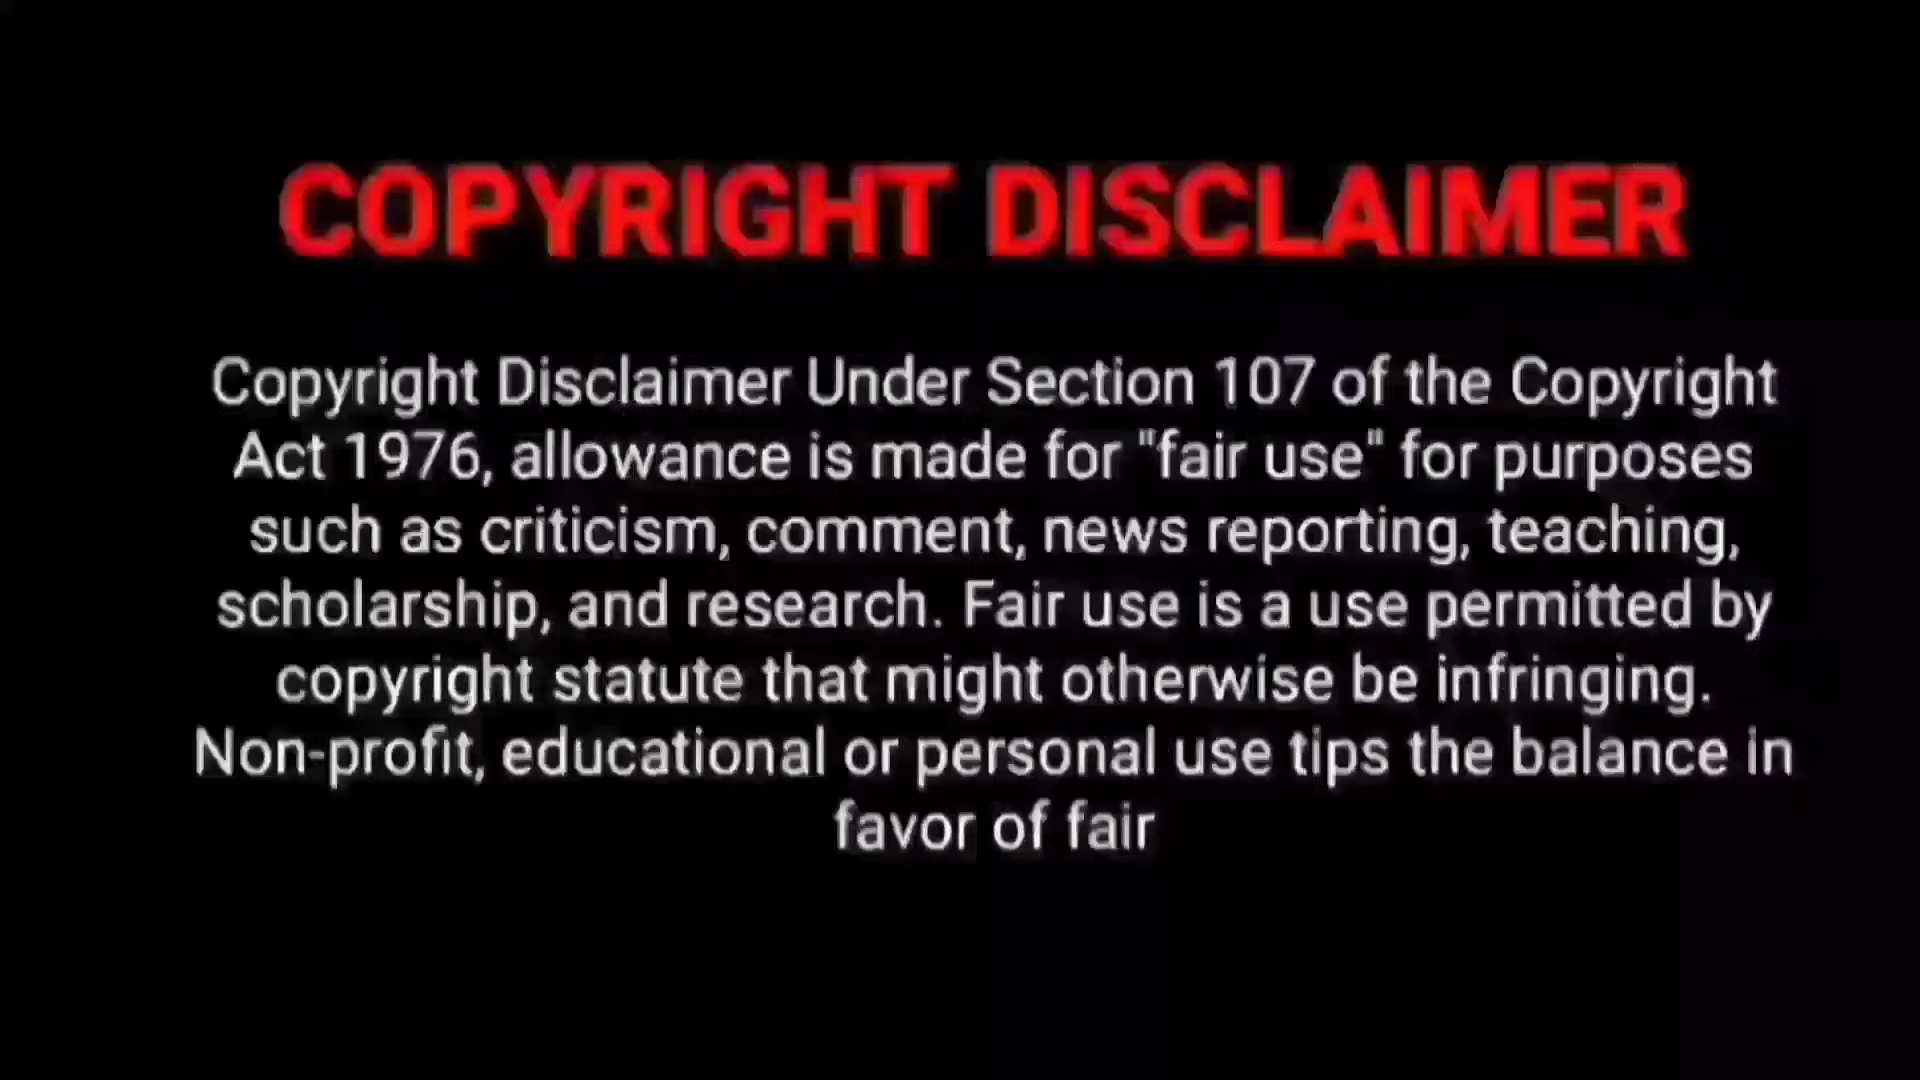 COPYRIGHT DISCLAIMER
Copyright Disclaimer Under Section 107 of the Copyright
Act 1976, allowance is made for "fair use" for purposes
such as criticism, comment, news reporting, teaching,
scholarship, and research. Fair use is a use permitted by
copyright statute that might otherwise be infringing.
Non-profit, educational or personal use tips the balance in
favor of fair